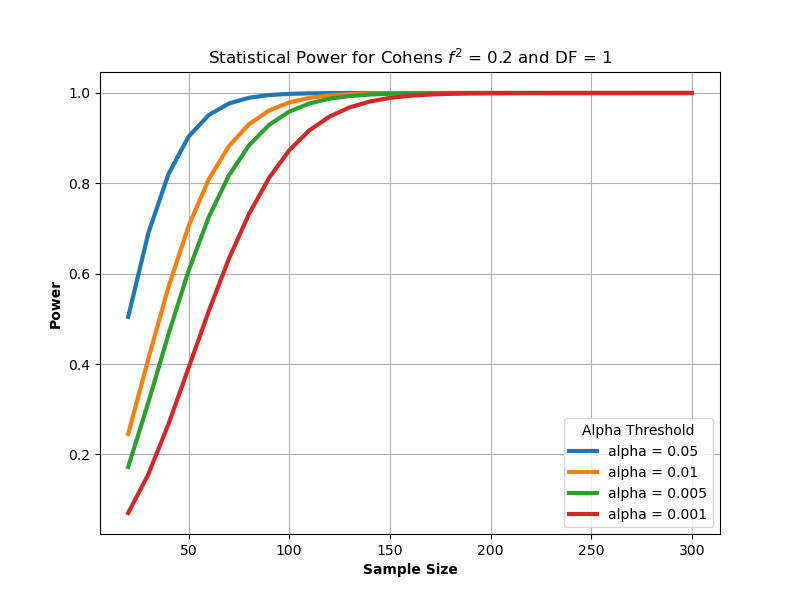 Statistical Power for Cohens $f^2$ = 0.2 and DF = 1
1.0
0.8
0.6
0.4
0.2
Power
50 100 150 200 250 300
Sample Size
Alpha Threshold
alpha = 0.05
alpha = 0.01
alpha = 0.005
alpha = 0.001